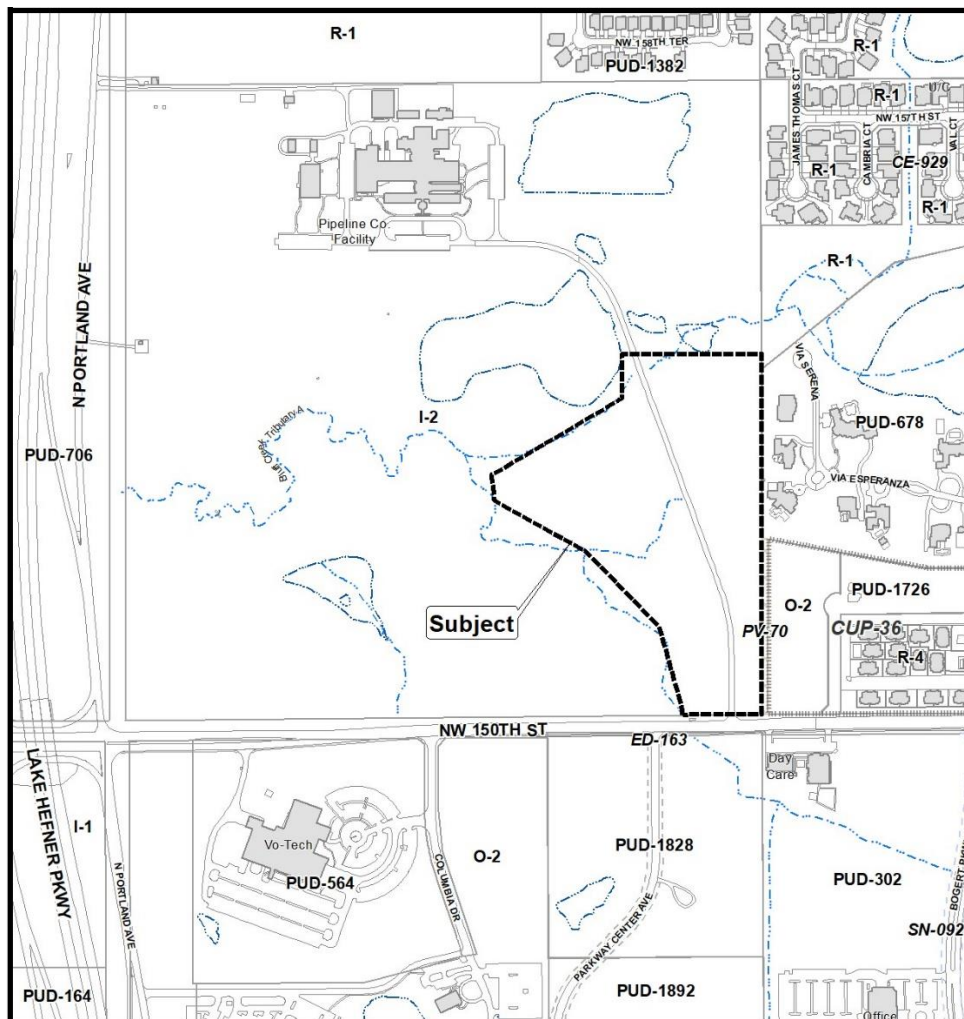 R-1
NW 158TH TER
PUD-1382
R-1
R-1
U/C
NW 157TH ST
JAMES THOMAS CT
CAMBRIA CT
VAL CT
CE-929
R-1
R-1
Pipeline Co.
Facility
R-1
N PORTLAND AVE
VIA SERENA
I-2
PUD-678
Bluff Creek Tributary A
PUD-706
VIA ESPERANZA
Subject
PV-70
O-2
PUD-1726
CUP-36
R-4
NW 150TH ST
ED-163
Day
Care
LAKE HEFNER PKWY
I-1
Vo-Tech
PUD-564
N PORTLAND AVE
COLUMBIA DR
O-2
PUD-1828
PUD-302
PARKWAY CENTER AVE
BOGERT PKW
SN-092
PUD-164
PUD-1892
Office